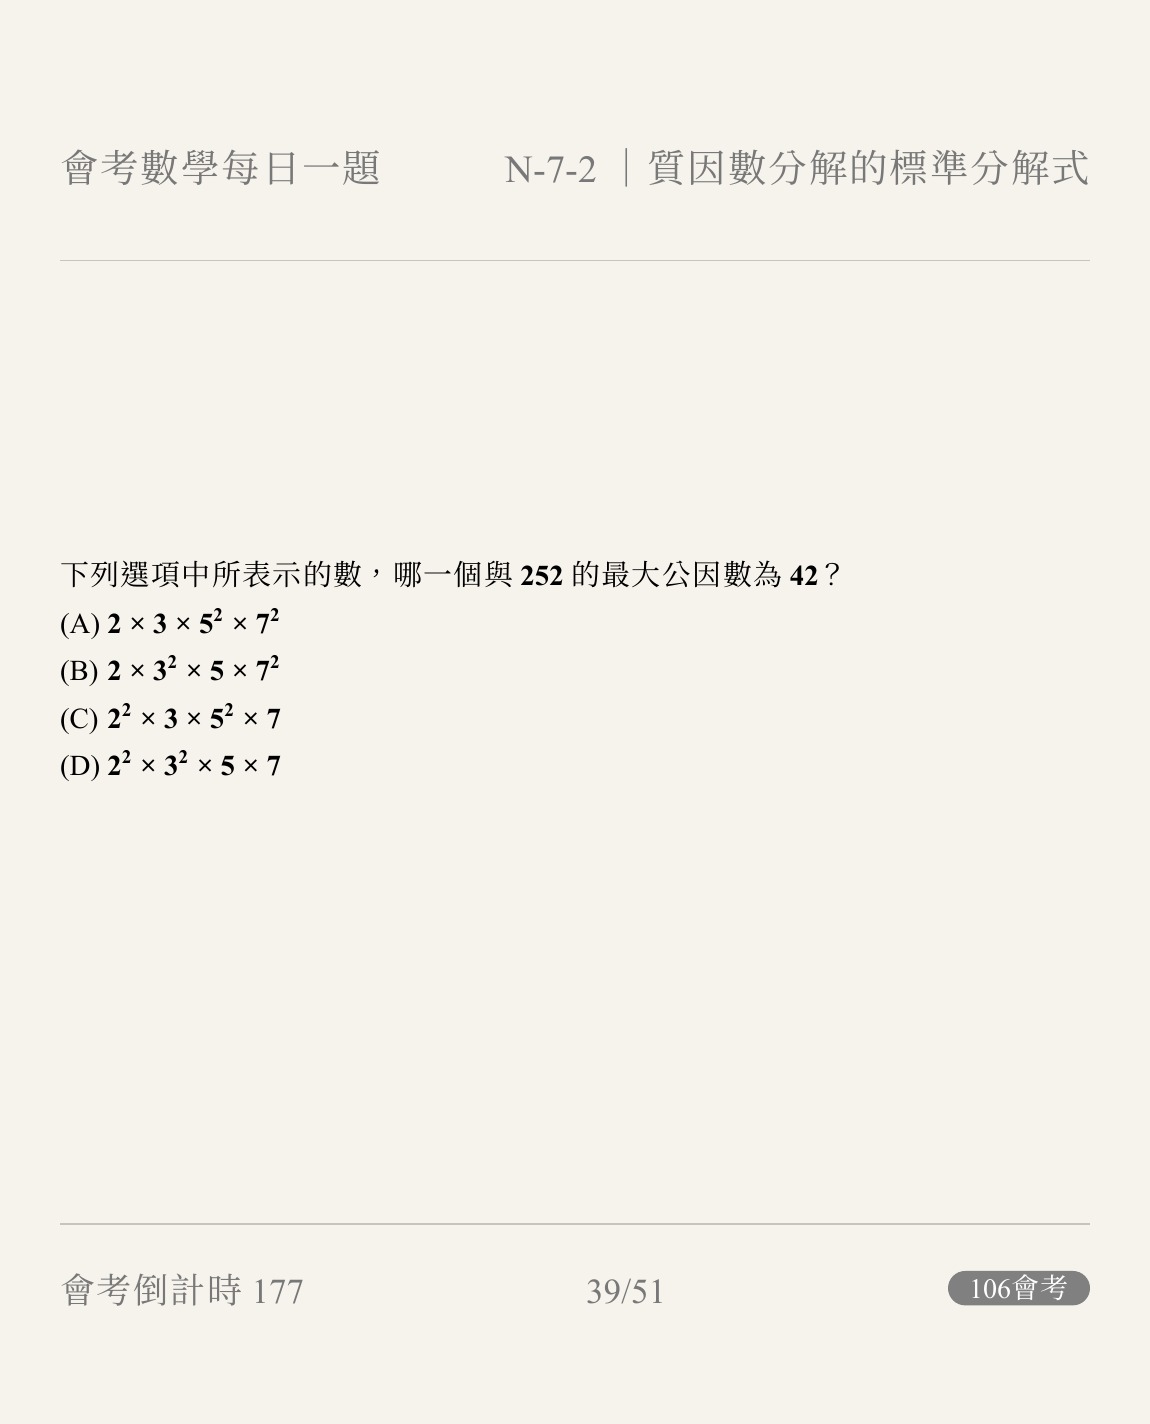 會考數學每日一題
N-7-2 │質因數分解的標準分解式
下列選項中所表示的數，哪一個與 252 的最大公因數為 42？
(A) 2 × 3 × 5² × 7²
(B) 2 × 3² × 5 × 7²
(C) 2² × 3 × 5² × 7
(D) 2² × 3² × 5 × 7
會考倒計時 177
39/51
106會考